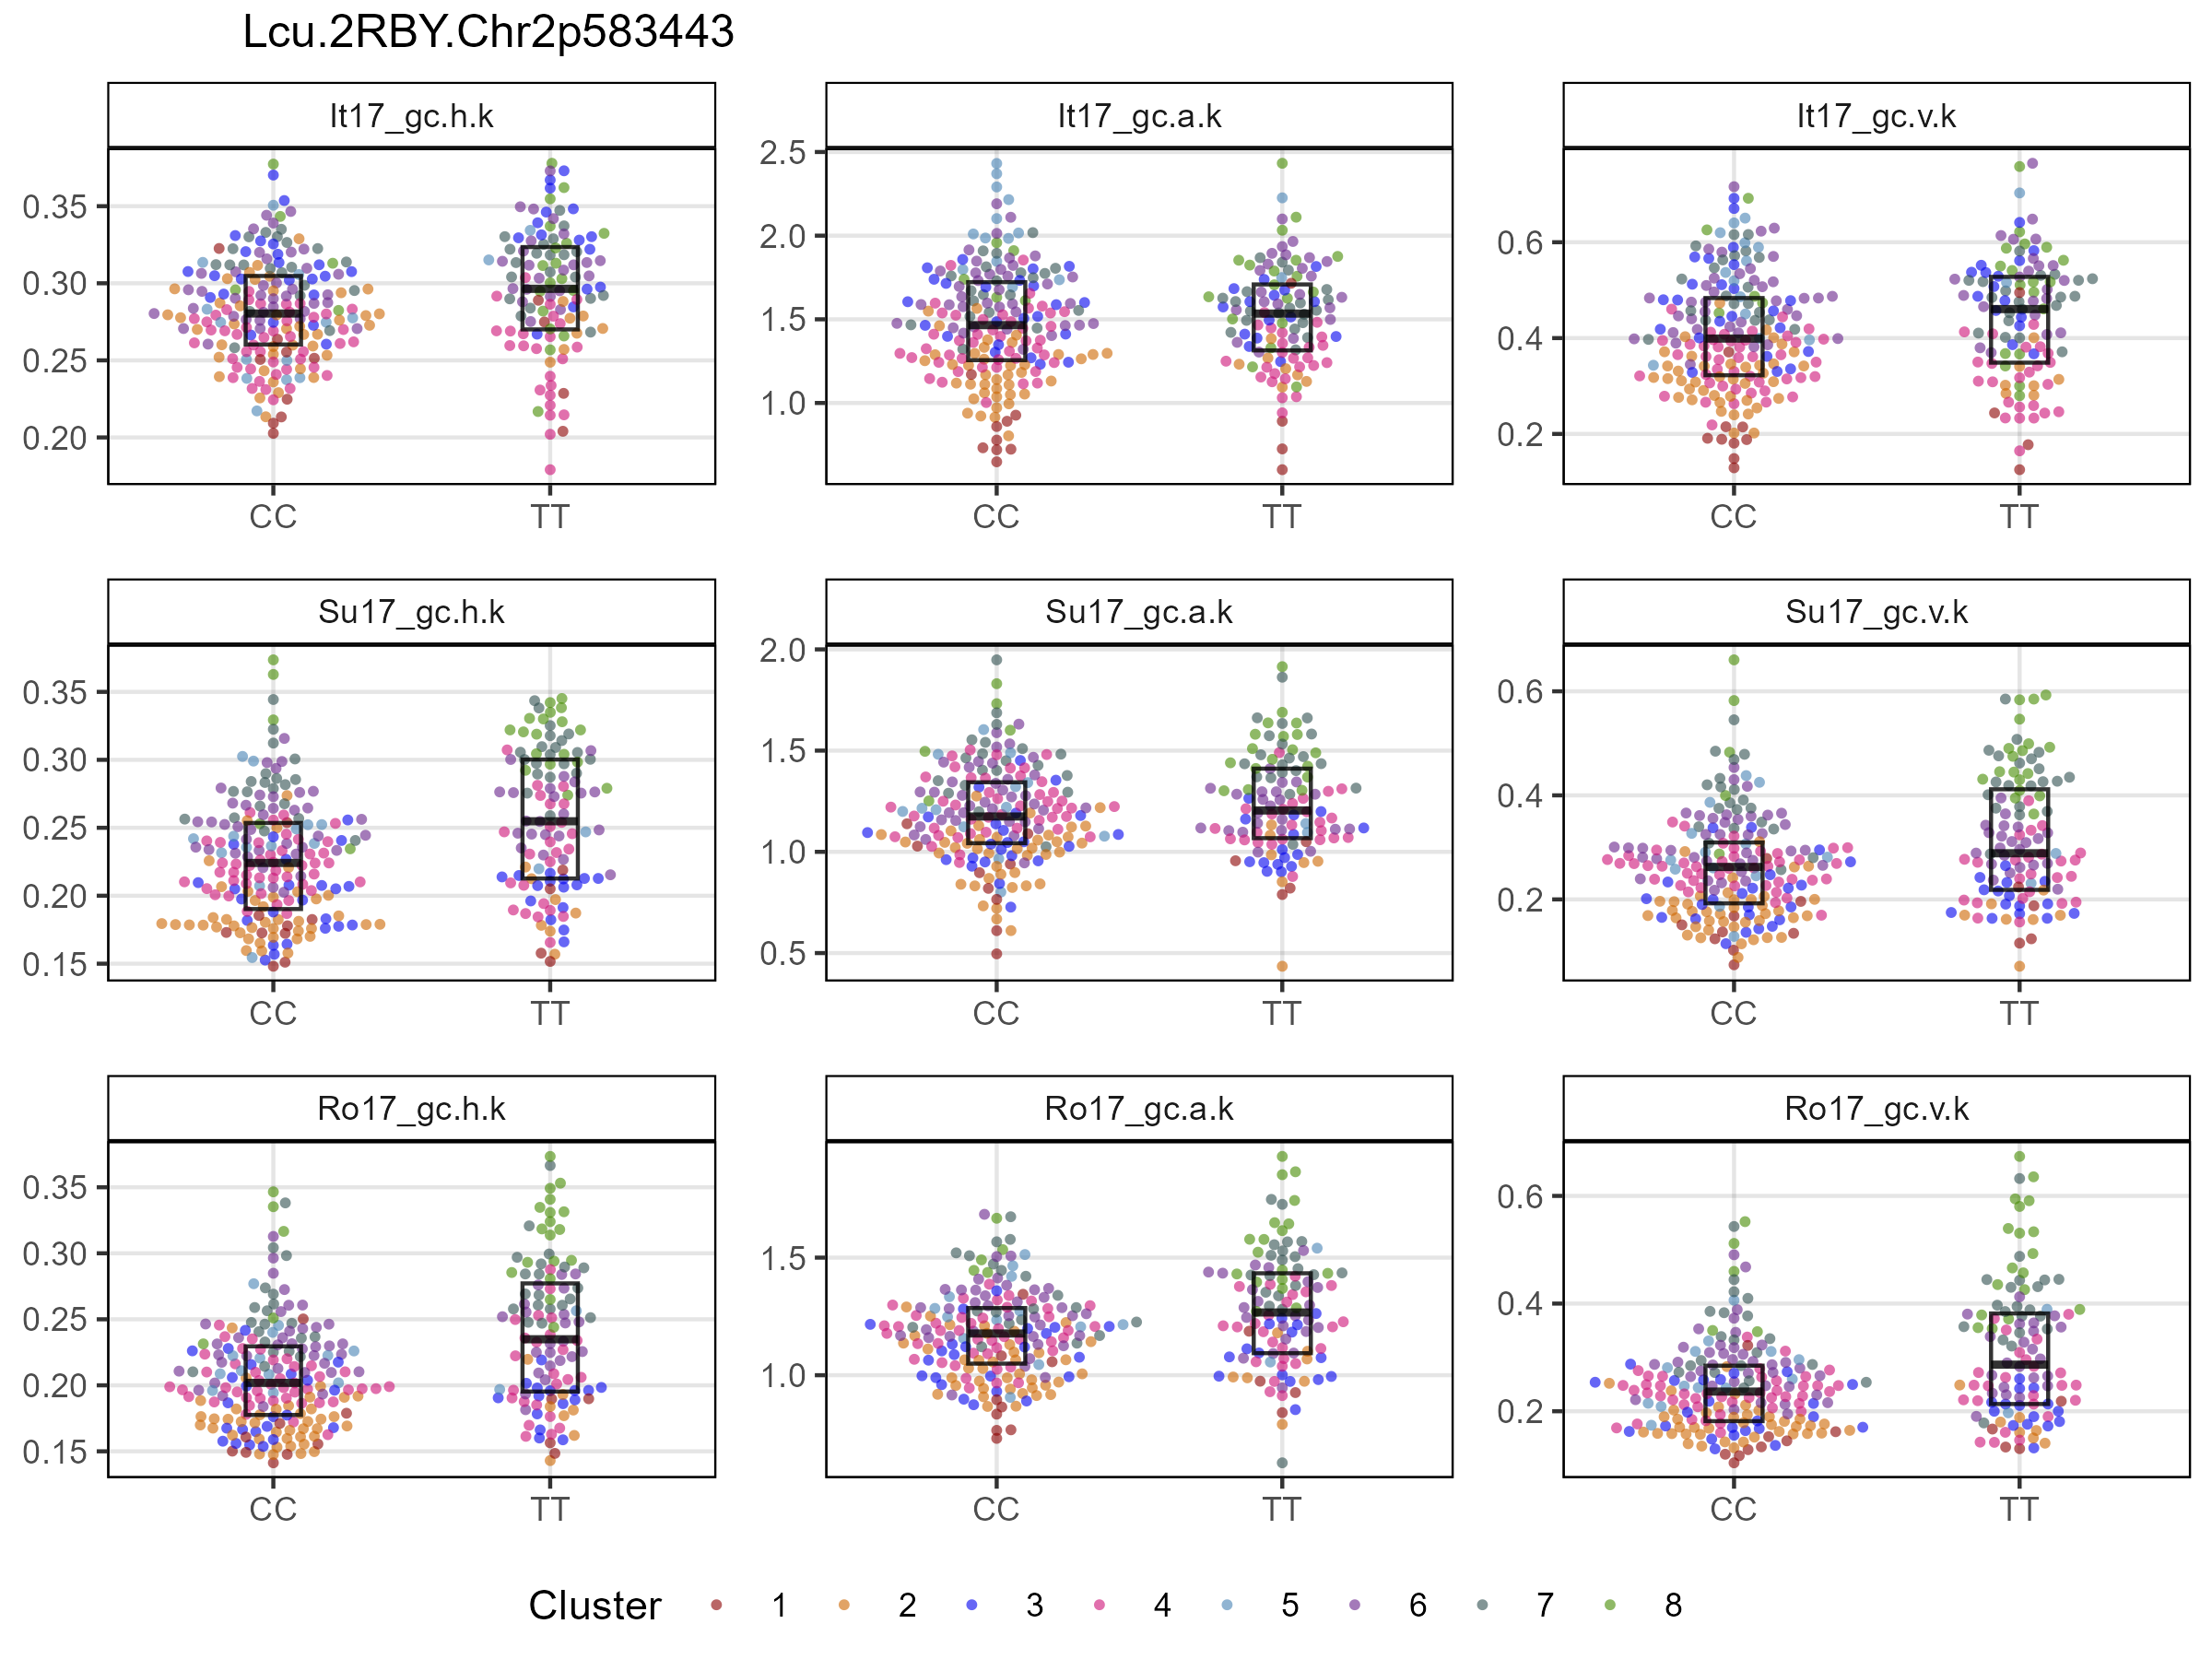 Lcu.2RBY.Chr2p583443
It17_gc.h.k
It17_gc.a.k
It17_gc.v.k
0.35
0.30
0.25
0.20
2.5
2.0
1.5
1.0
0.6
0.4
0.2
CC TT
CC TT
CC TT
Su17_gc.h.k
Su17_gc.a.k
Su17_gc.v.k
0.35
0.30
0.25
0.20
0.15
2.0
1.5
1.0
0.5
0.6
0.4
0.2
CC TT
CC TT
CC TT
Ro17_gc.h.k
Ro17_gc.a.k
Ro17_gc.v.k
0.35
0.30
0.25
0.20
0.15
1.5
1.0
0.6
0.4
0.2
CC TT
CC TT
CC TT
Cluster 1 2 3 4 5 6 7 8